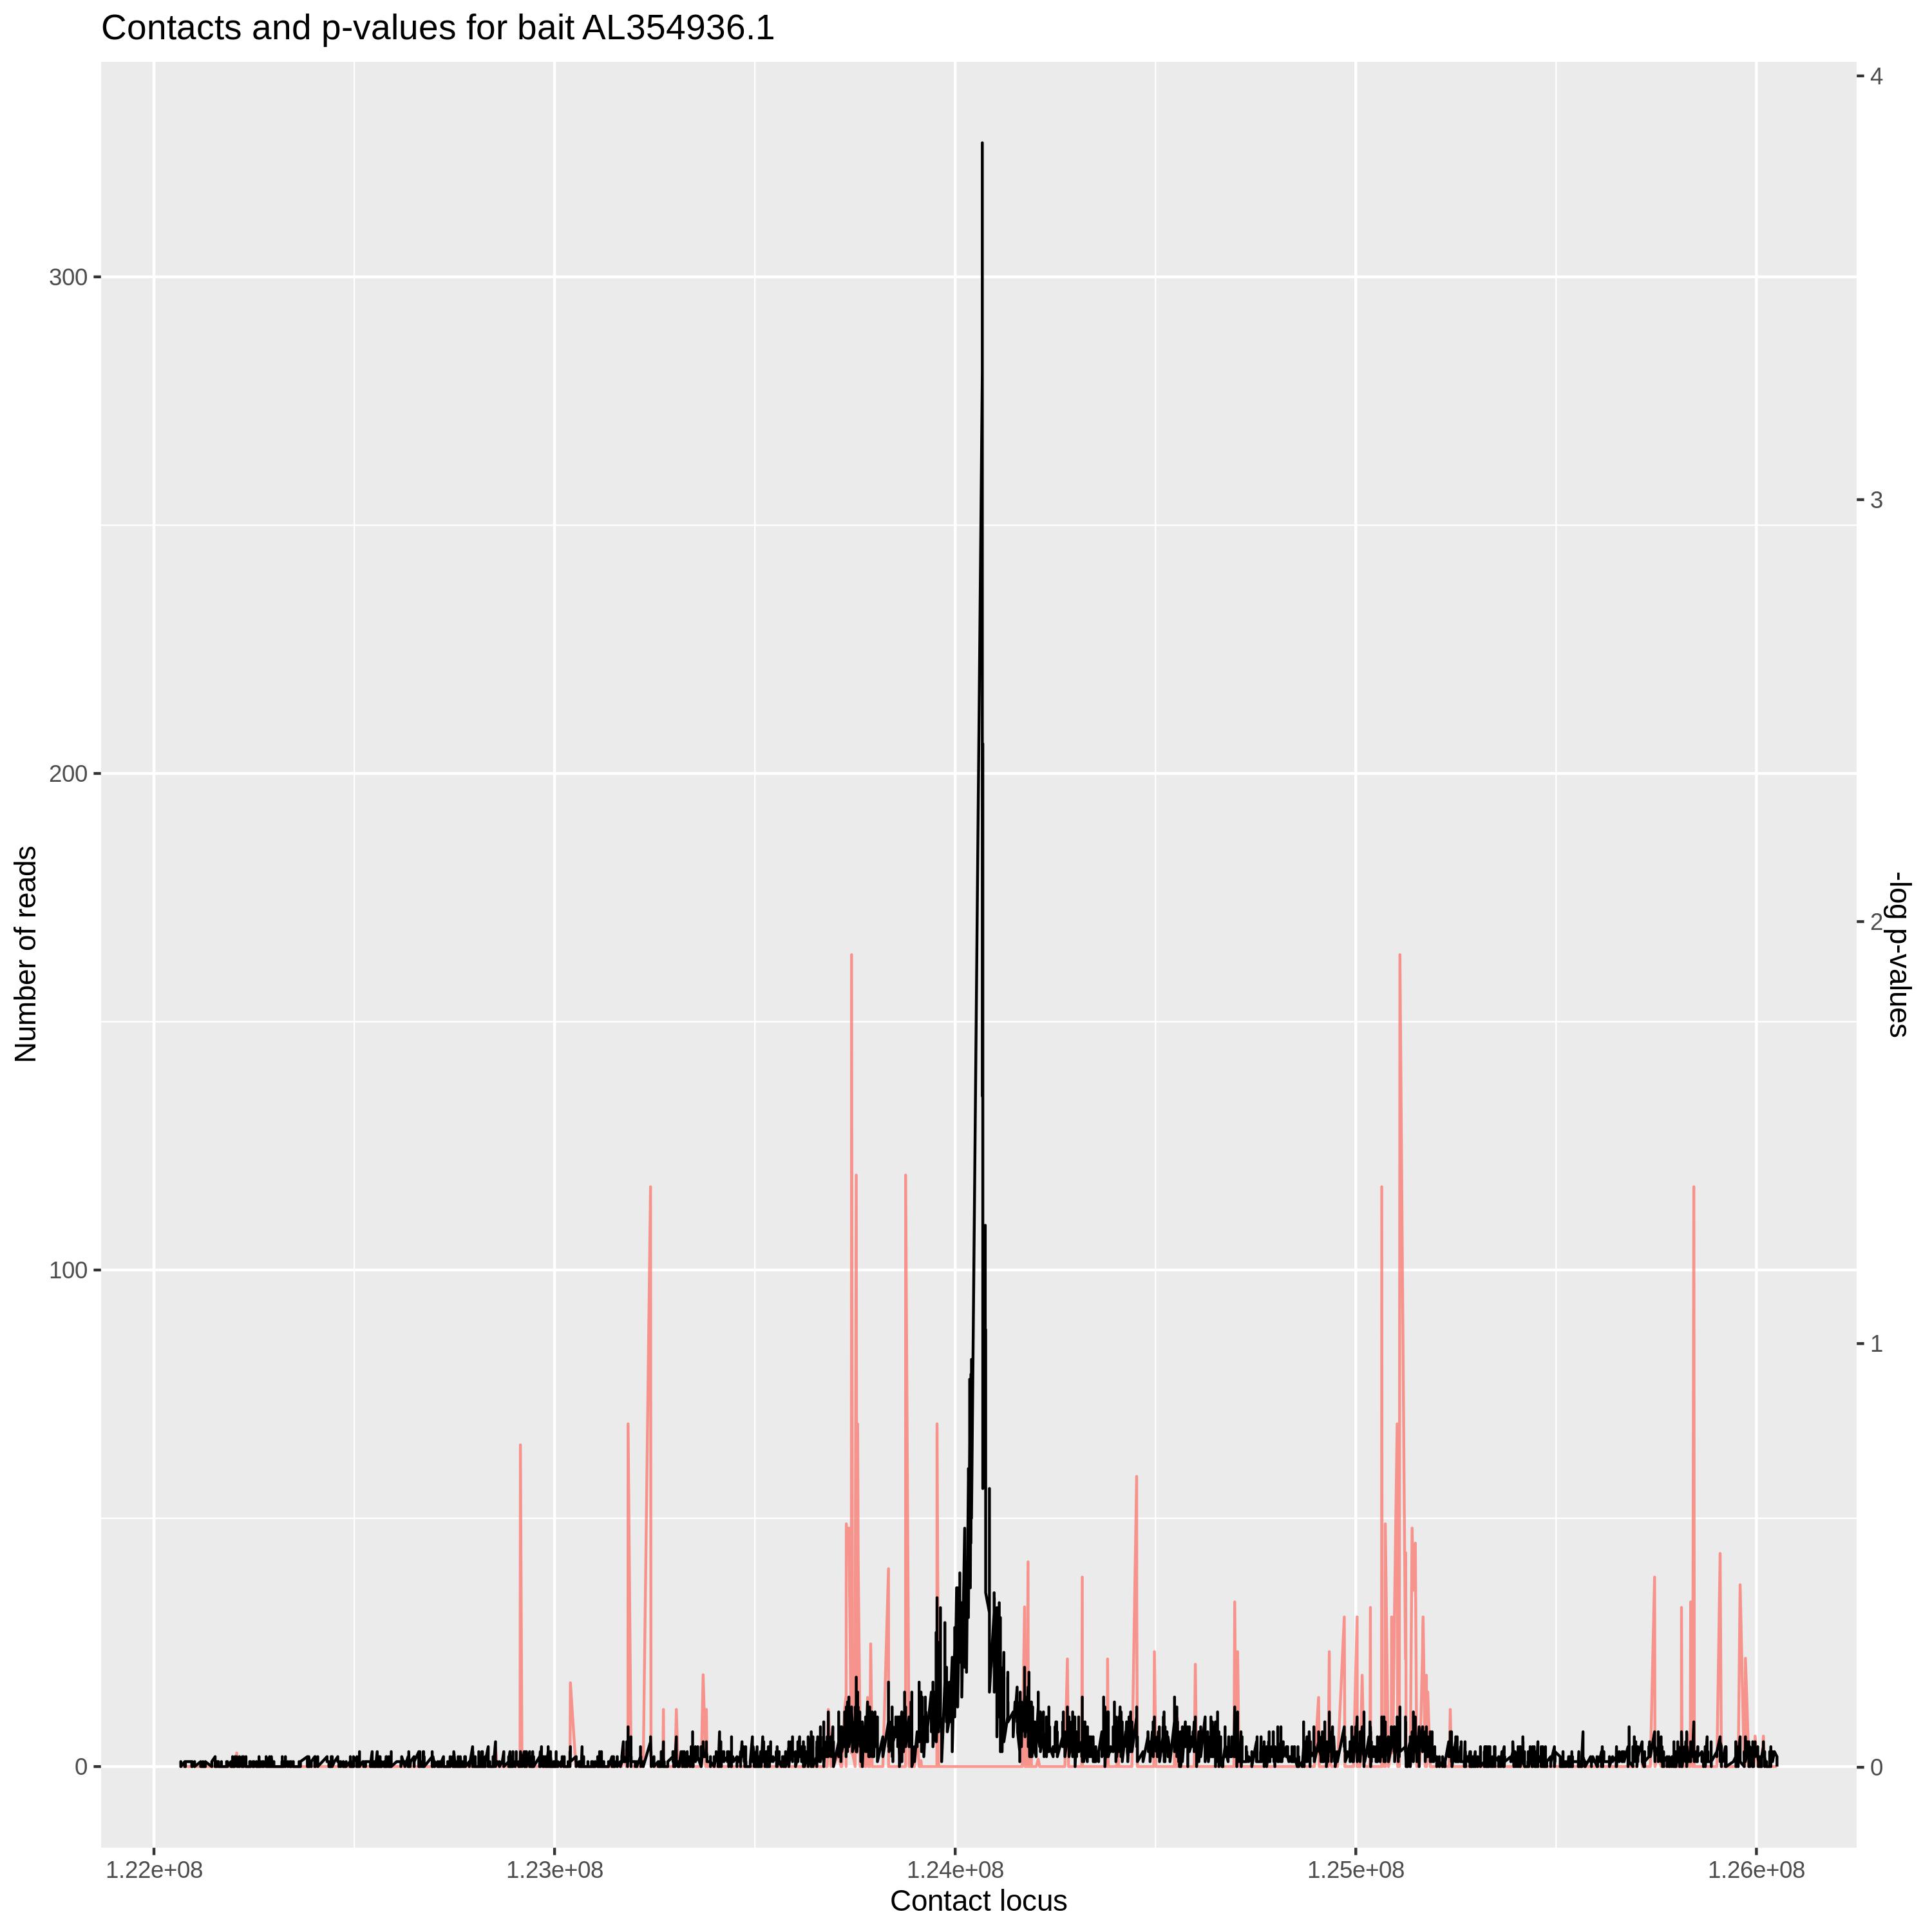 Contacts and p-values for bait AL354936.1
Number of reads
300
200
100
0
4
3
2
1
0
-log p-values
1.22e+08 1.23e+08 1.24e+08 1.25e+08 1.26e+08
Contact locus